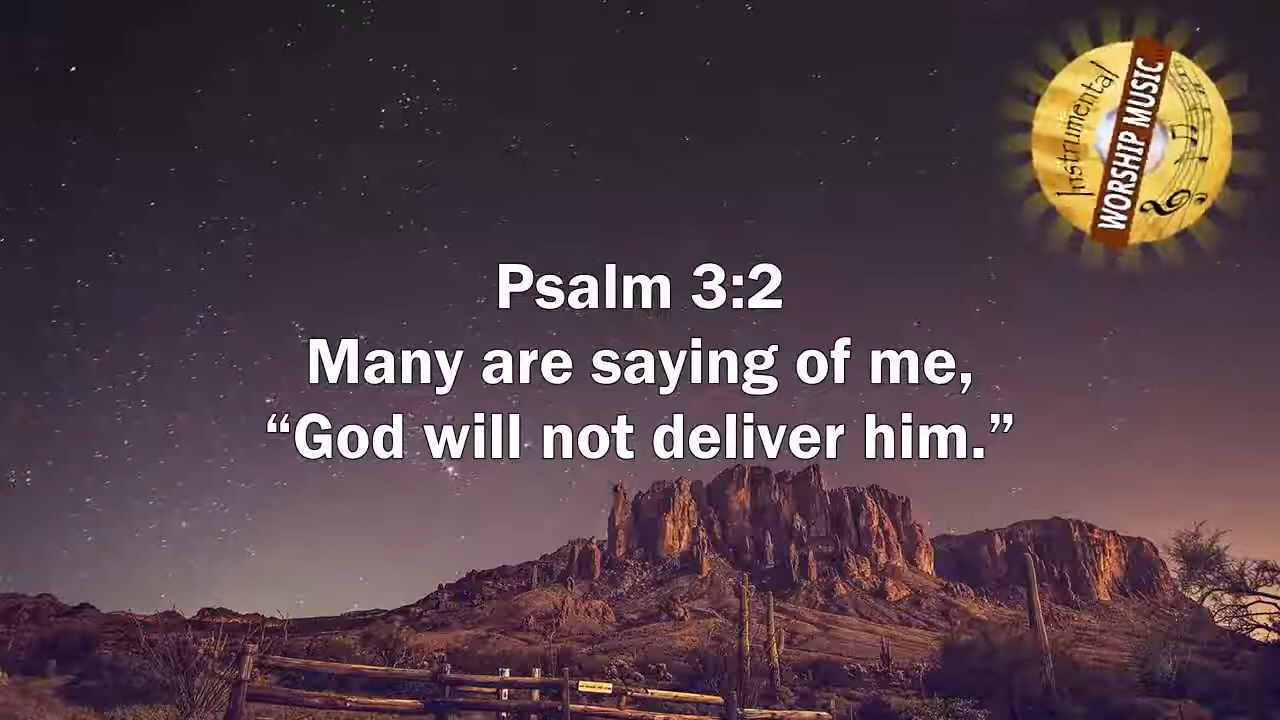 Instrumental
WORSHIP MUSIC
Psalm 3:2
Many are saying of me,
“God will not deliver him.”